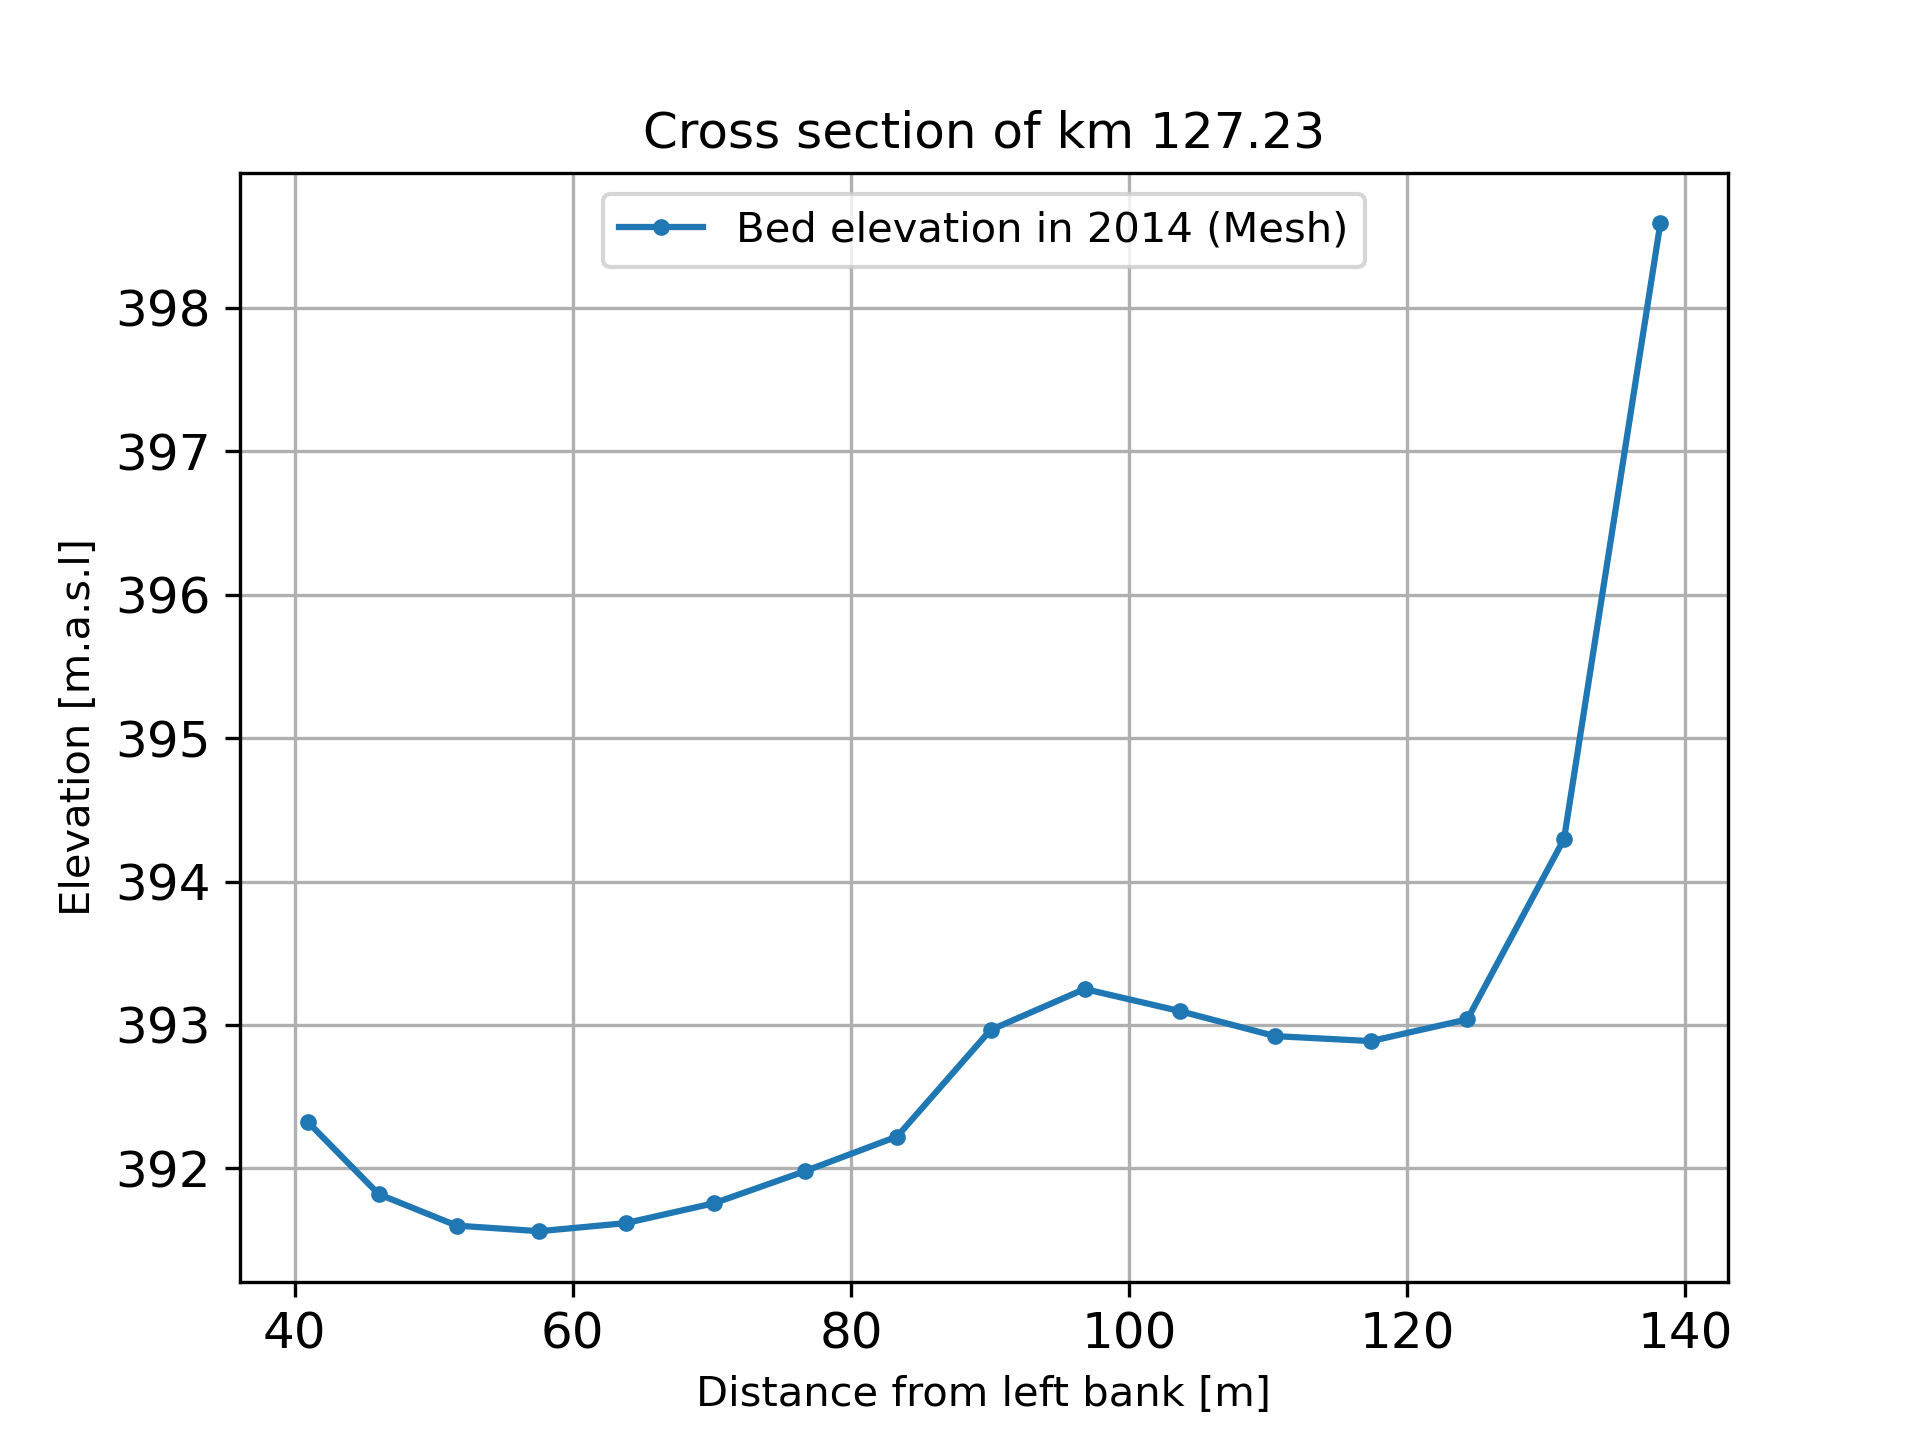 Cross section of km 127.23
Bed elevation in 2014 (Mesh)
398
397
396
395
394
393
392
Elevation [m.a.s.l]
40 60 80 100 120 140
Distance from left bank [m]